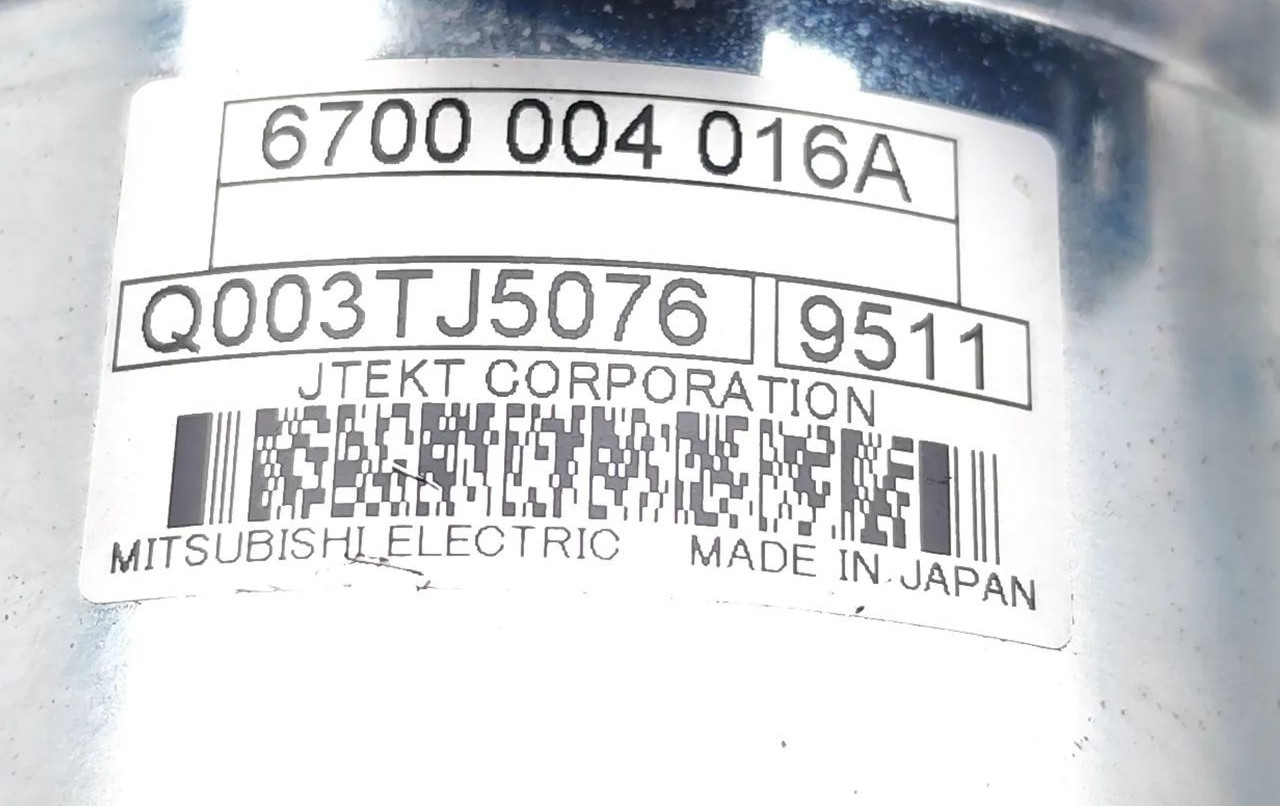 6700 004 016A
Q003TJ5076 9511
JTEKT CORPORATION
MITSUBISHI ELECTRIC MADE IN JAPAN